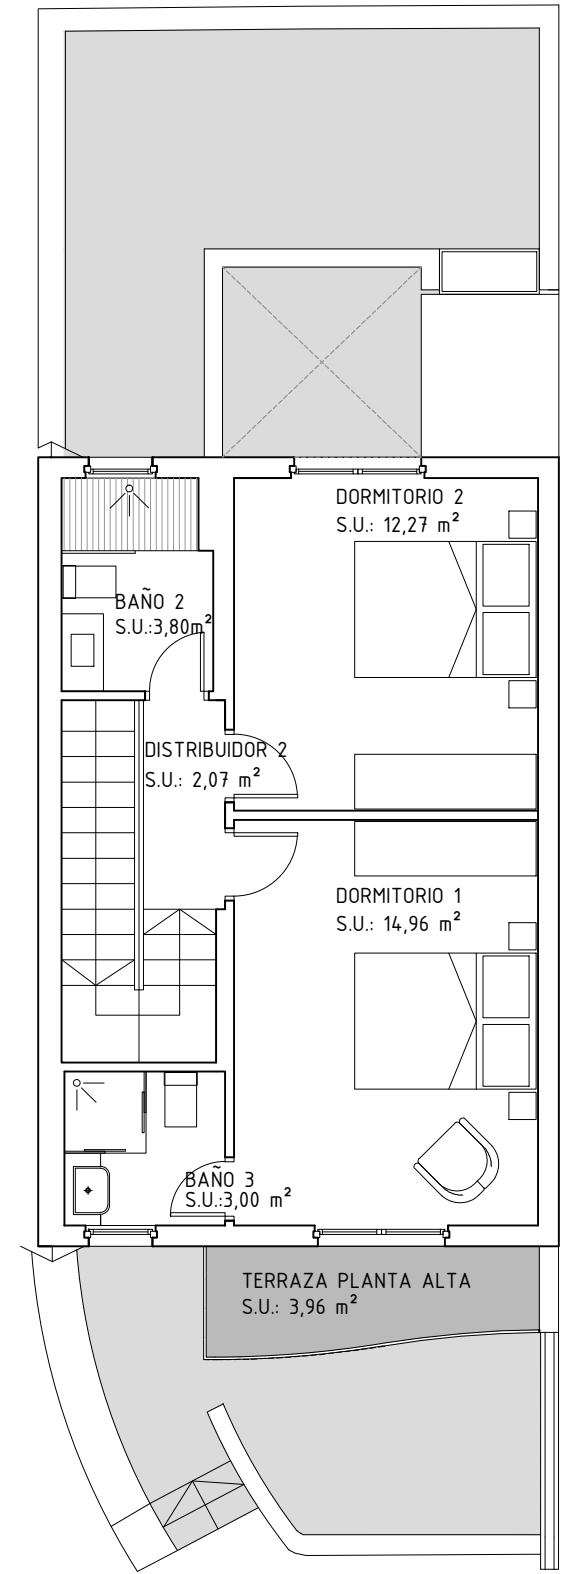 DORMITORIO 2
S.U.: 12,27 m²
BAÑO 2
S.U.:3,80m²
DISTRIBUIDOR 2
S.U.: 2,07 m²
DORMITORIO 1
S.U.: 14,96 m²
BAÑO 3
S.U.:3,00 m²
TERRAZA PLANTA ALTA
S.U.: 3,96 m²